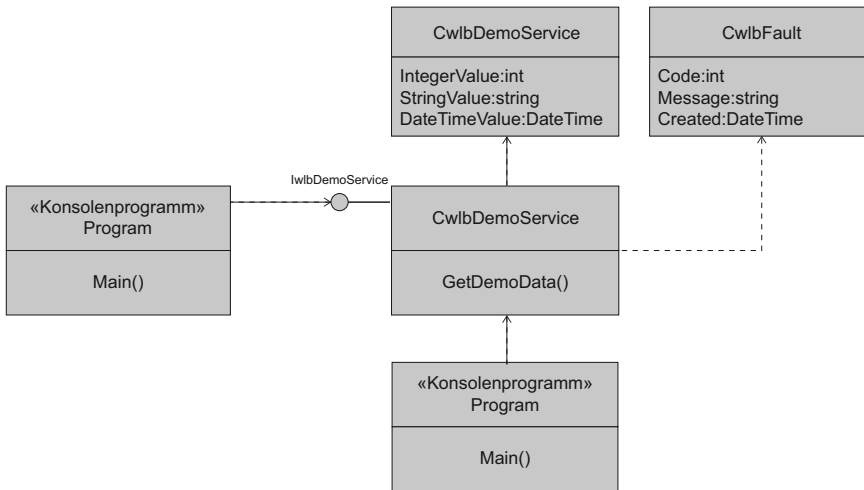 CwlbDemoService
IntegerValue:int
StringValue:string
DateTimeValue:DateTime
CwlbFault
Code:int
Message:string
Created:DateTime
IwlbDemoService
«Konsolenprogramm»
Program
Main()
CwlbDemoService
GetDemoData()
«Konsolenprogramm»
Program
Main()